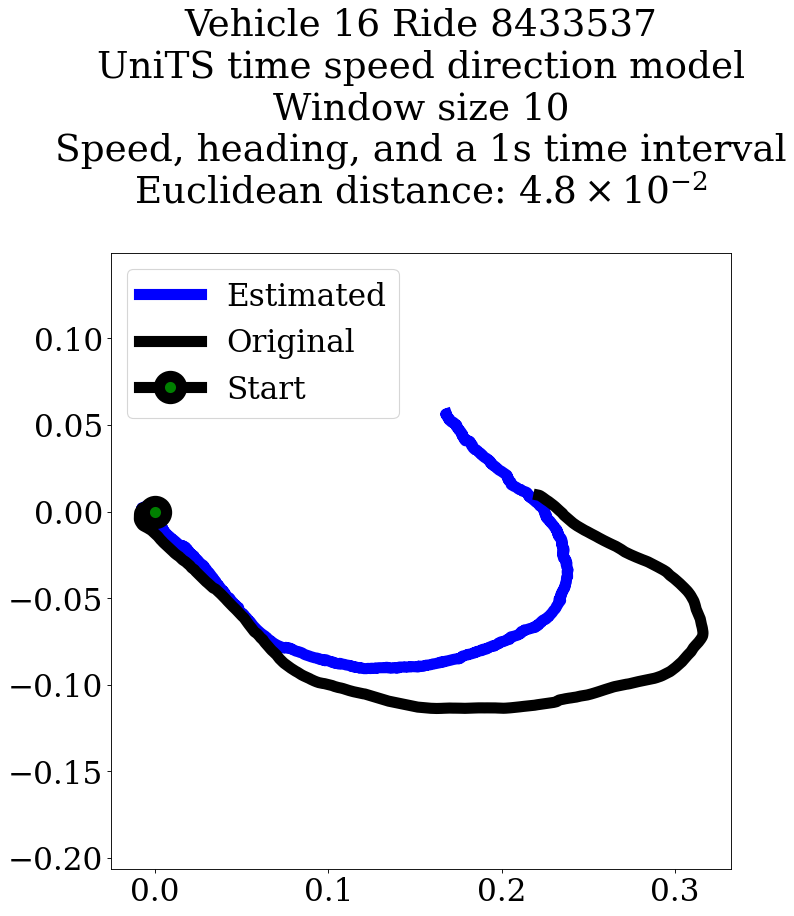 Vehicle 16 Ride 8433537
UniTS time speed direction model
Window size 10
Speed, heading, and a 1s time interval
Euclidean distance: 4.8 × 10⁻²
Estimated
Original
Start
0.10
0.05
0.00
−0.05
−0.10
−0.15
−0.20
0.0 0.1 0.2 0.3